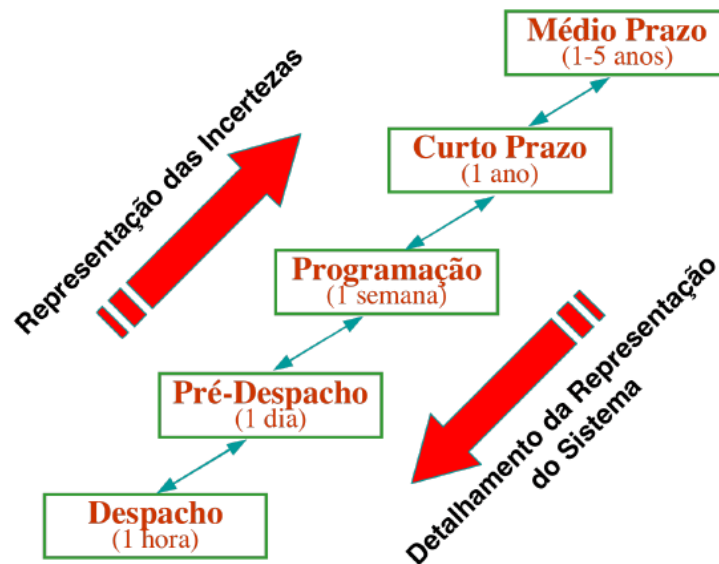 Médio Prazo
(1-5 anos)
Representação das Incertezas
Curto Prazo
(1 ano)
Programação
(1 semana)
Pré-Despacho
(1 dia)
Detalhamento da Representação
do Sistema
Despacho
(1 hora)